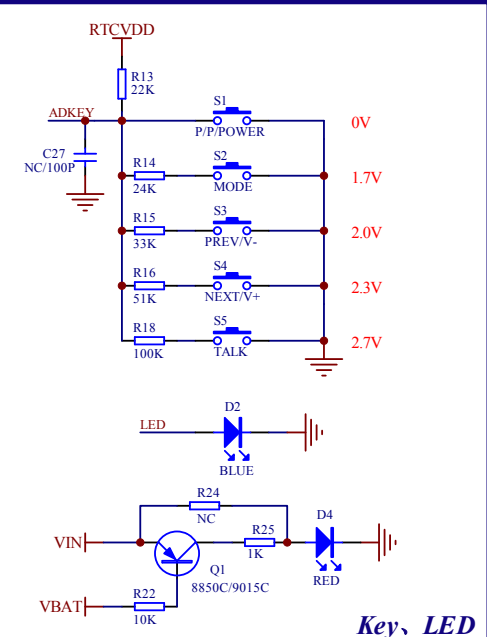 RTCVDD
R13
22K
S1
ADKEY
P/P/POWER
0V
C27
NC/100P
R14
24K
S2
MODE
1.7V
R15
33K
S3
PREV/V-
2.0V
R16
51K
S4
NEXT/V+
2.3V
R18
100K
S5
TALK
2.7V
D2
LED
BLUE
R24
NC
R25
1K
D4
VIN
RED
Q1
8850C/9015C
R22
10K
VBAT
Key、LED